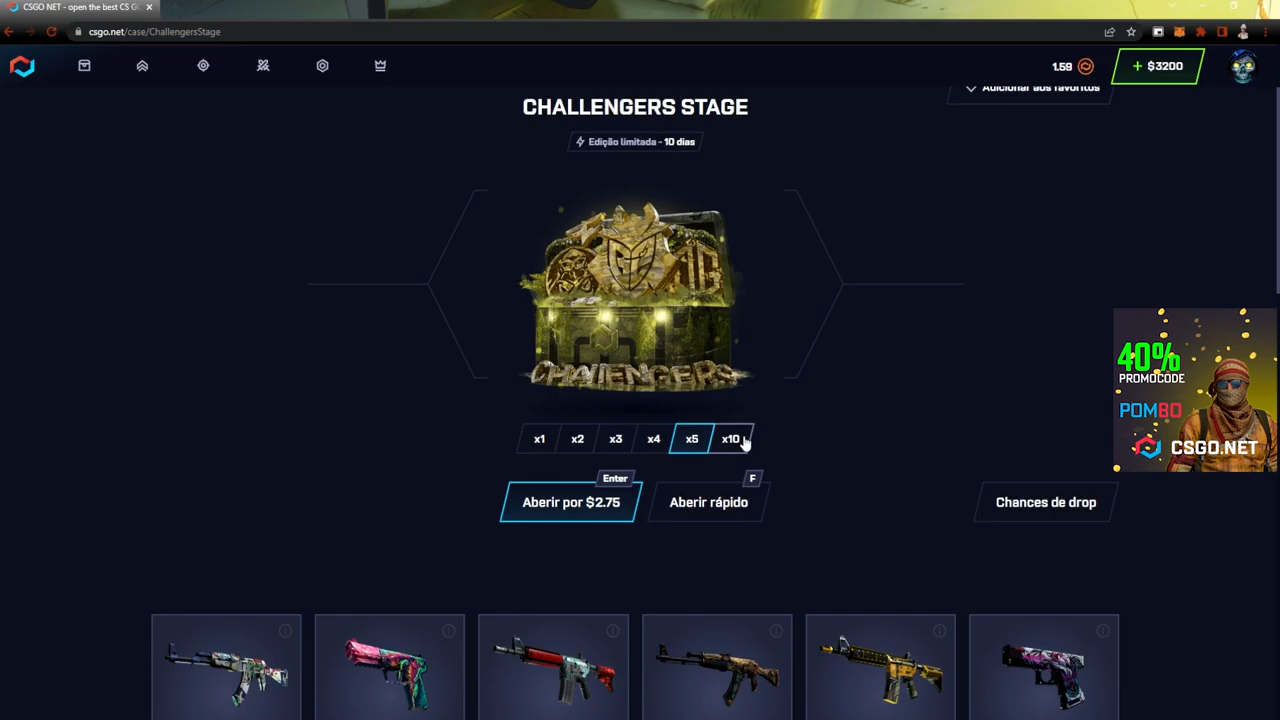 CSGO NET - open the best CS G
csgo.net/case/ChallengersStage
1.59
+ $3200
Adicionar aos favoritos
CHALLENGERS STAGE
Edição limitada - 10 dias
CHALLENGERS
40%
PROMOCODE
POMBO
CSGO.NET
x1
x2
x3
x4
x5
x10
Enter
F
Aberir por $2.75
Aberir rápido
Chances de drop